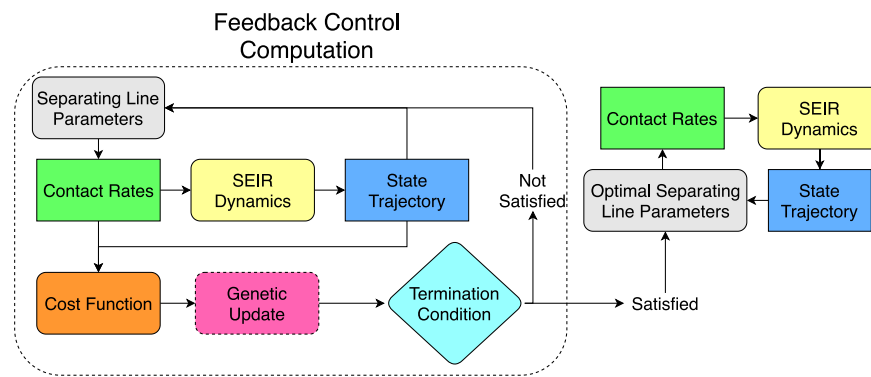 Feedback Control
Computation
Separating Line
Parameters
Contact Rates
SEIR
Dynamics
State
Trajectory
Not
Satisfied
Cost Function
Genetic
Update
Termination
Condition
Satisfied
Contact Rates
SEIR
Dynamics
Optimal Separating
Line Parameters
State
Trajectory